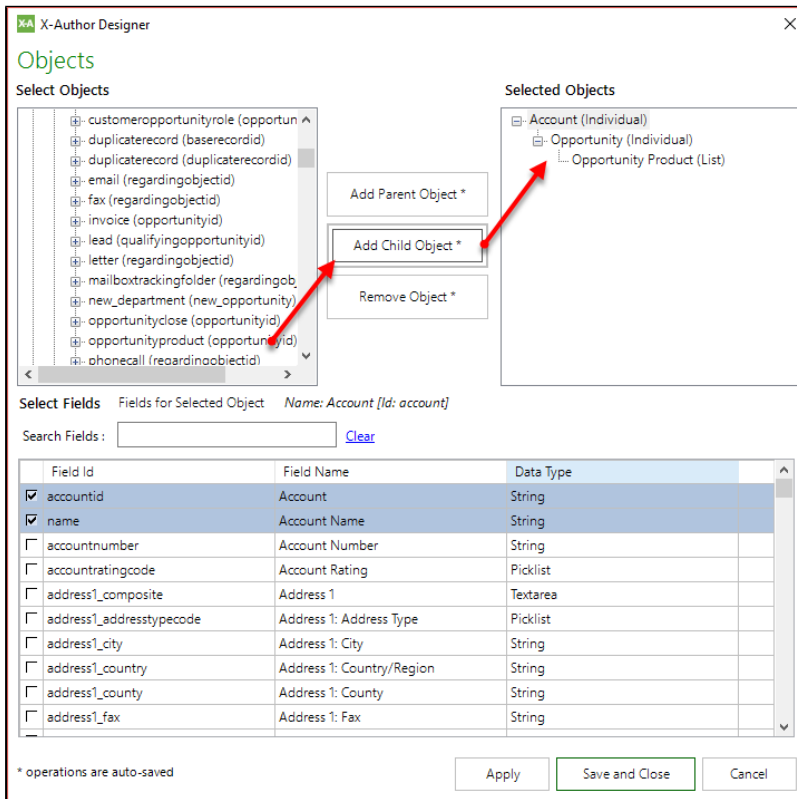 X-A X-Author Designer
Objects
Select Objects
customeropportunityrole (opportun
duplicaterecord (baserecordid)
duplicaterecord (duplicaterecordid)
email (regardingobjectid)
fax (regardingobjectid)
invoice (opportunityid)
lead (qualifyingopportunityid)
letter (regardingobjectid)
mailboxtrackingfolder (regardingob
new_department (new_opportunity)
opportunityclose (opportunityid)
opportunityproduct (opportunityid)
phonecall (regardingobjectid)
Add Parent Object *
Add Child Object *
Remove Object *
Selected Objects
Account (Individual)
Opportunity (Individual)
Opportunity Product (List)
Select Fields Fields for Selected Object Name: Account [Id: account]
Search Fields : Clear
Field Id Field Name Data Type
accountid Account String
name Account Name String
accountnumber Account Number String
accountratingcode Account Rating Picklist
address1_composite Address 1 Textarea
address1_addresstypecode Address 1: Address Type Picklist
address1_city Address 1: City String
address1_country Address 1: Country/Region String
address1_county Address 1: County String
address1_fax Address 1: Fax String
* operations are auto-saved Apply Save and Close Cancel